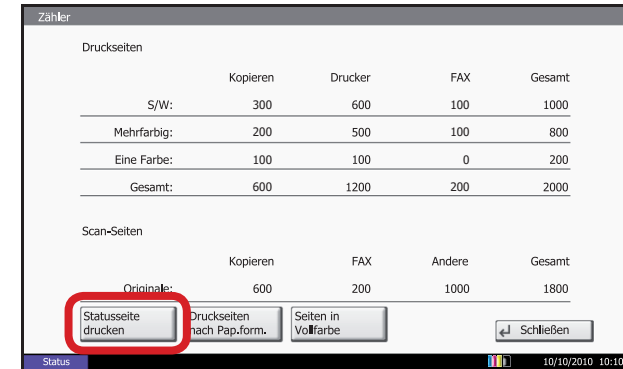 Zähler
Druckseiten
Kopieren Drucker FAX Gesamt
S/W: 300 600 100 1000
Mehrfarbig: 200 500 100 800
Eine Farbe: 100 100 0 200
Gesamt: 600 1200 200 2000
Scan-Seiten
Kopieren FAX Andere Gesamt
Originale: 600 200 1000 1800
Statusseite drucken
Druckseiten nach Pap.form.
Seiten in Vollfarbe
Schließen
Status 10/10/2010 10:10